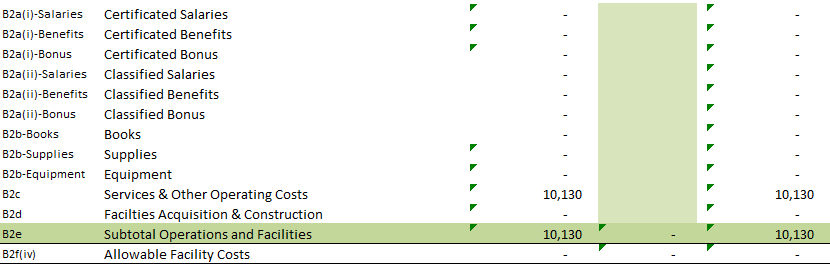 B2a(i)-Salaries Certificated Salaries - -
B2a(i)-Benefits Certificated Benefits - -
B2a(i)-Bonus Certificated Bonus - -
B2a(ii)-Salaries Classified Salaries - -
B2a(ii)-Benefits Classified Benefits - -
B2a(ii)-Bonus Classified Bonus - -
B2b-Books Books - -
B2b-Supplies Supplies - -
B2b-Equipment Equipment - -
B2c Services & Other Operating Costs 10,130 10,130
B2d Facilties Acquisition & Construction - -
B2e Subtotal Operations and Facilities 10,130 - 10,130
B2f(iv) Allowable Facility Costs - - -